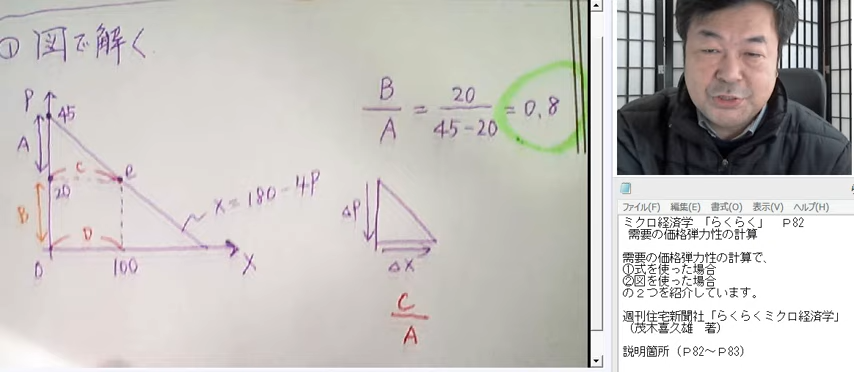 ① 図で解く
P
45
A
C
e
20
B
D
X=180-4P
0
100
X
B/A = 20/45-20 = 0.8
ΔP
ΔX
C/A
ファイル(F) 編集(E) 書式(O) 表示(V) ヘルプ(H)
ミクロ経済学 「らくらく」 P82
需要の価格弾力性の計算
需要の価格弾力性の計算で、
①式を使った場合
②図を使った場合
の２つを紹介しています。
週刊住宅新聞社「らくらくミクロ経済学」
（茂木喜久雄 著）
説明箇所（P82～P83）